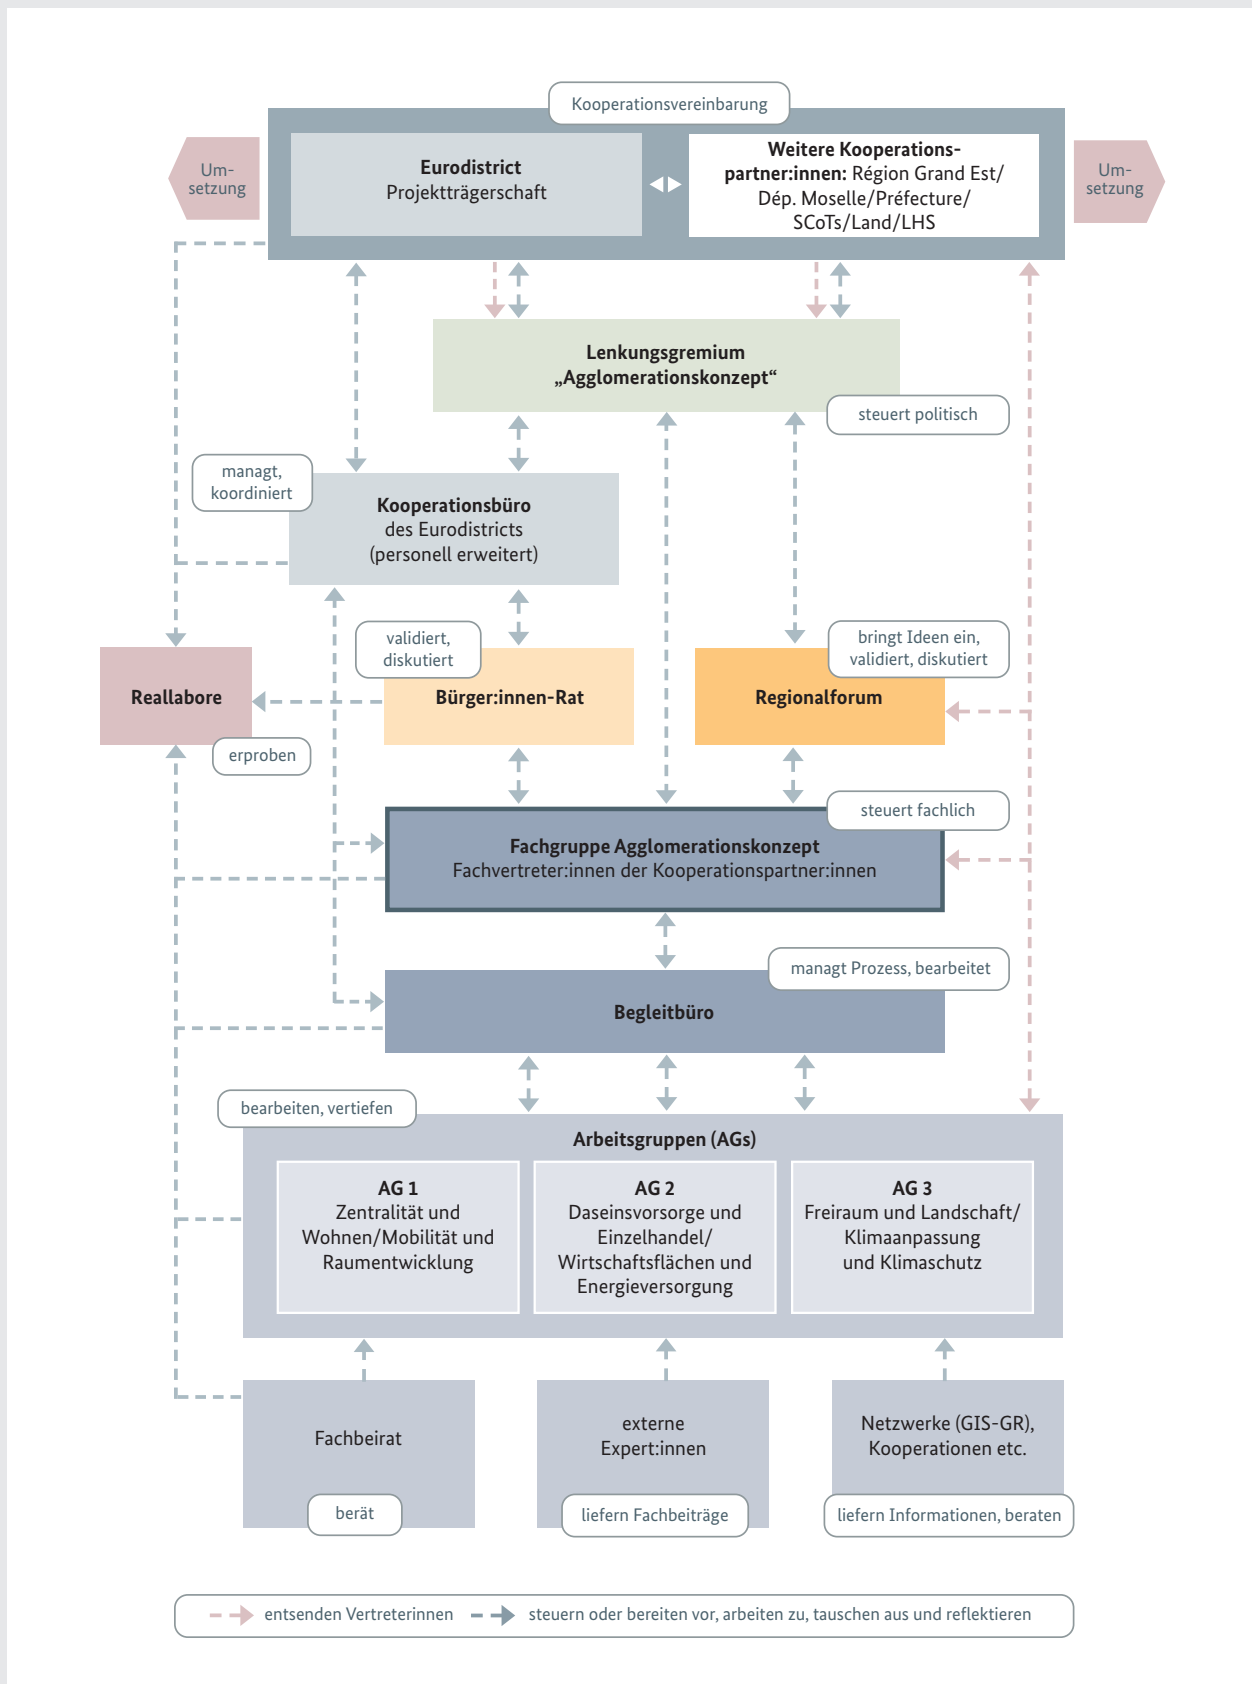 Kooperationsvereinbarung
Um-
setzung
Eurodistrict
Projektträgerschaft
Weitere Kooperations-
partner:innen: Région Grand Est/
Dép. Moselle/Préfecture/
SCoTs/Land/LHS
Um-
setzung
Lenkungsgremium
„Agglomerationskonzept“
steuert politisch
managt,
koordiniert
Kooperationsbüro
des Eurodistricts
(personell erweitert)
validiert,
diskutiert
bringt Ideen ein,
validiert, diskutiert
Reallabore
Bürger:innen-Rat
Regionalforum
erproben
steuert fachlich
Fachgruppe Agglomerationskonzept
Fachvertreter:innen der Kooperationspartner:innen
managt Prozess, bearbeitet
Begleitbüro
bearbeiten, vertiefen
Arbeitsgruppen (AGs)
AG 1
Zentralität und
Wohnen/Mobilität und
Raumentwicklung
AG 2
Daseinsvorsorge und
Einzelhandel/
Wirtschaftsflächen und
Energieversorgung
AG 3
Freiraum und Landschaft/
Klimaanpassung
und Klimaschutz
Fachbeirat
berät
externe
Expert:innen
liefern Fachbeiträge
Netzwerke (GIS-GR),
Kooperationen etc.
liefern Informationen, beraten
entsenden Vertreterinnen
steuern oder bereiten vor, arbeiten zu, tauschen aus und reflektieren